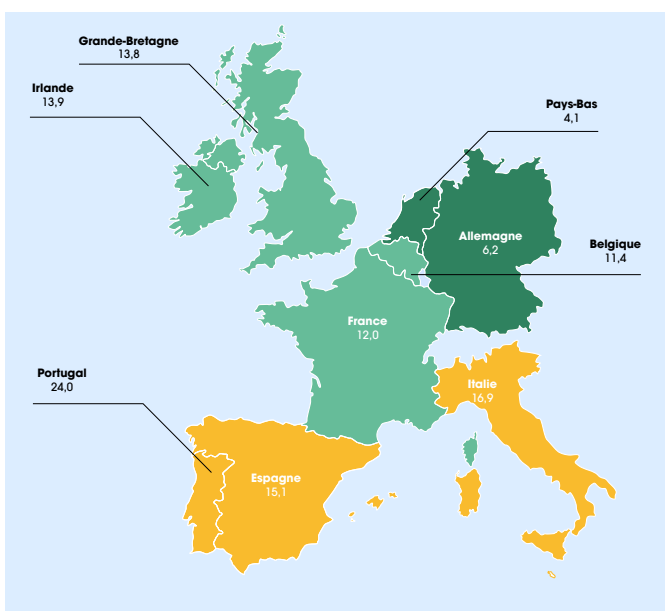 Grande-Bretagne
13,8
Irlande
13,9
Pays-Bas
4,1
Allemagne
6,2
Belgique
11,4
France
12,0
Portugal
24,0
Italie
16,9
Espagne
15,1